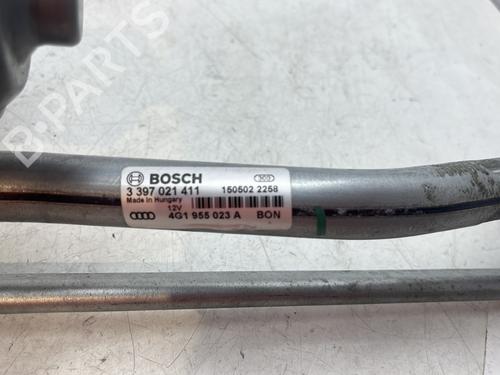 B-PARTS
BOSCH
3 397 021 411 150502 2258
Made in Hungary
12V
4G1 955 023 A BON